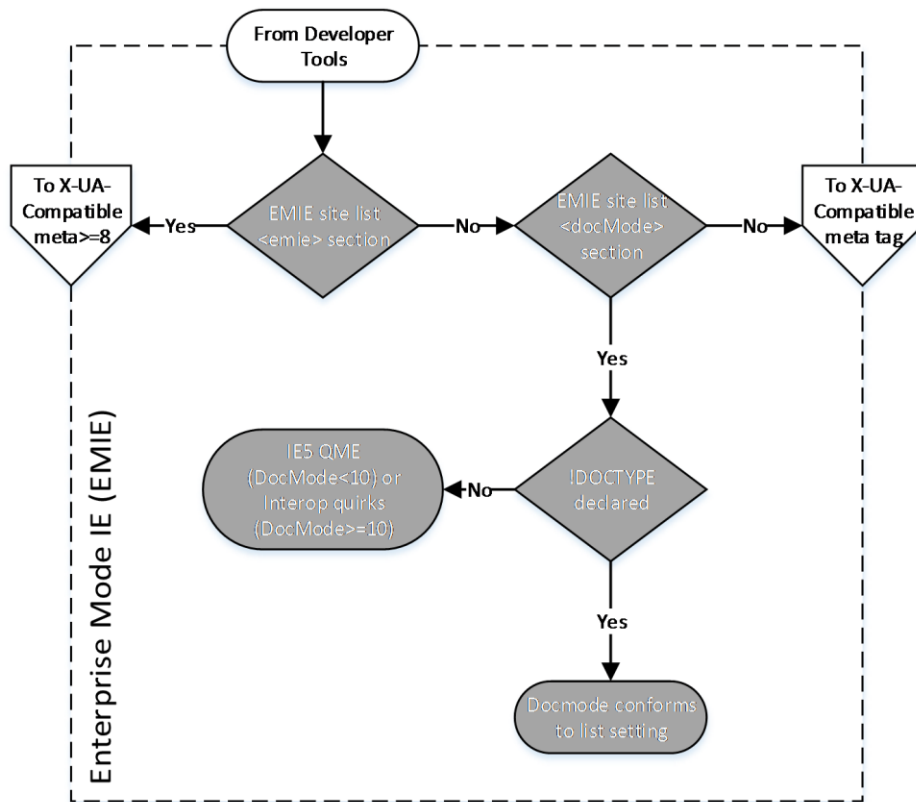 From Developer
Tools
To X-UA-
Compatible
meta>=8
Yes
EMIE site list
<emie> section
No
EMIE site list
<docMode>
section
No
To X-UA-
Compatible
meta tag
Yes
IE5 QME
(DocMode<10) or
Interop quirks
(DocMode>=10)
No
!DOCTYPE
declared
Yes
Docmode conforms
to list setting
Enterprise Mode IE (EMIE)